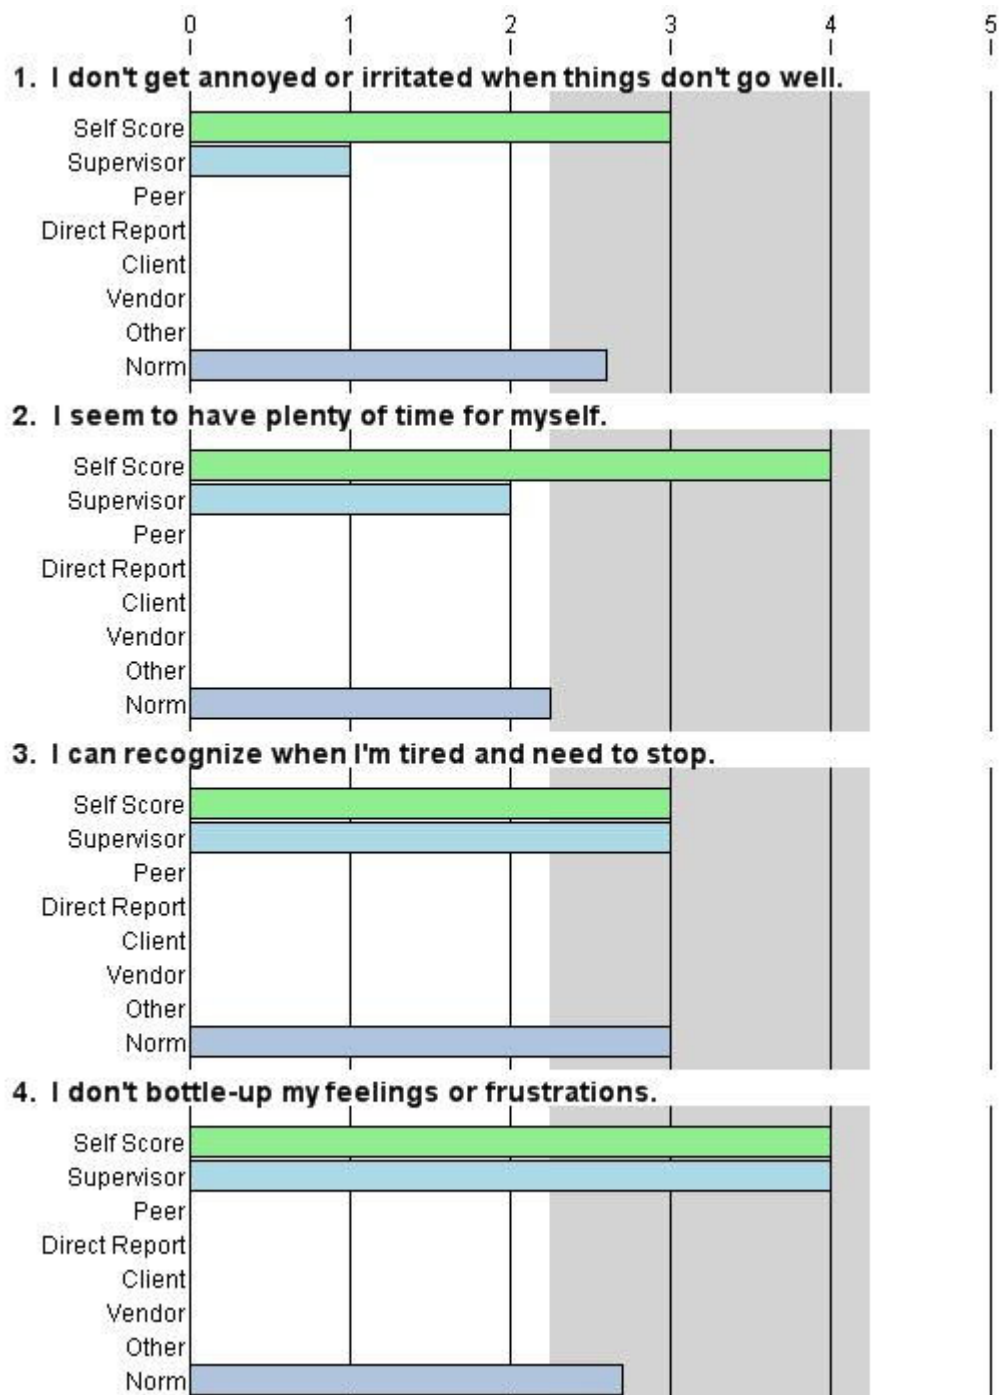 0 1 2 3 4 5
1. I don't get annoyed or irritated when things don't go well.
Self Score
Supervisor
Peer
Direct Report
Client
Vendor
Other
Norm
2. I seem to have plenty of time for myself.
Self Score
Supervisor
Peer
Direct Report
Client
Vendor
Other
Norm
3. I can recognize when I'm tired and need to stop.
Self Score
Supervisor
Peer
Direct Report
Client
Vendor
Other
Norm
4. I don't bottle-up my feelings or frustrations.
Self Score
Supervisor
Peer
Direct Report
Client
Vendor
Other
Norm